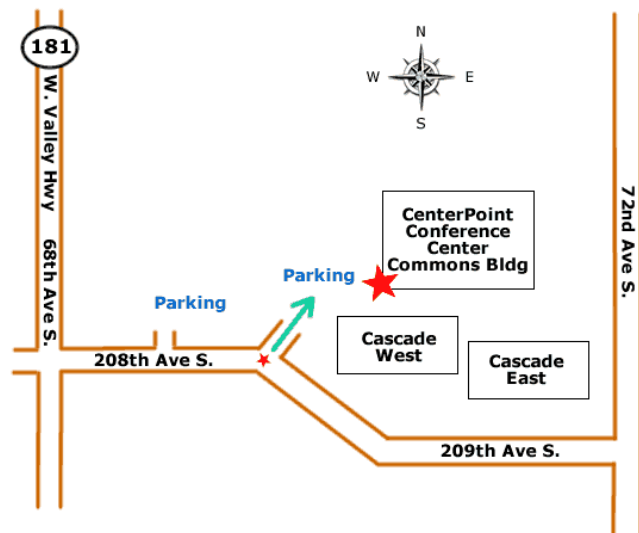 181
N
W E
S
W. Valley Hwy
68th Ave S.
72nd Ave S.
CenterPoint
Conference
Center
Commons Bldg
Parking
Parking
Cascade
West
Cascade
East
208th Ave S.
209th Ave S.